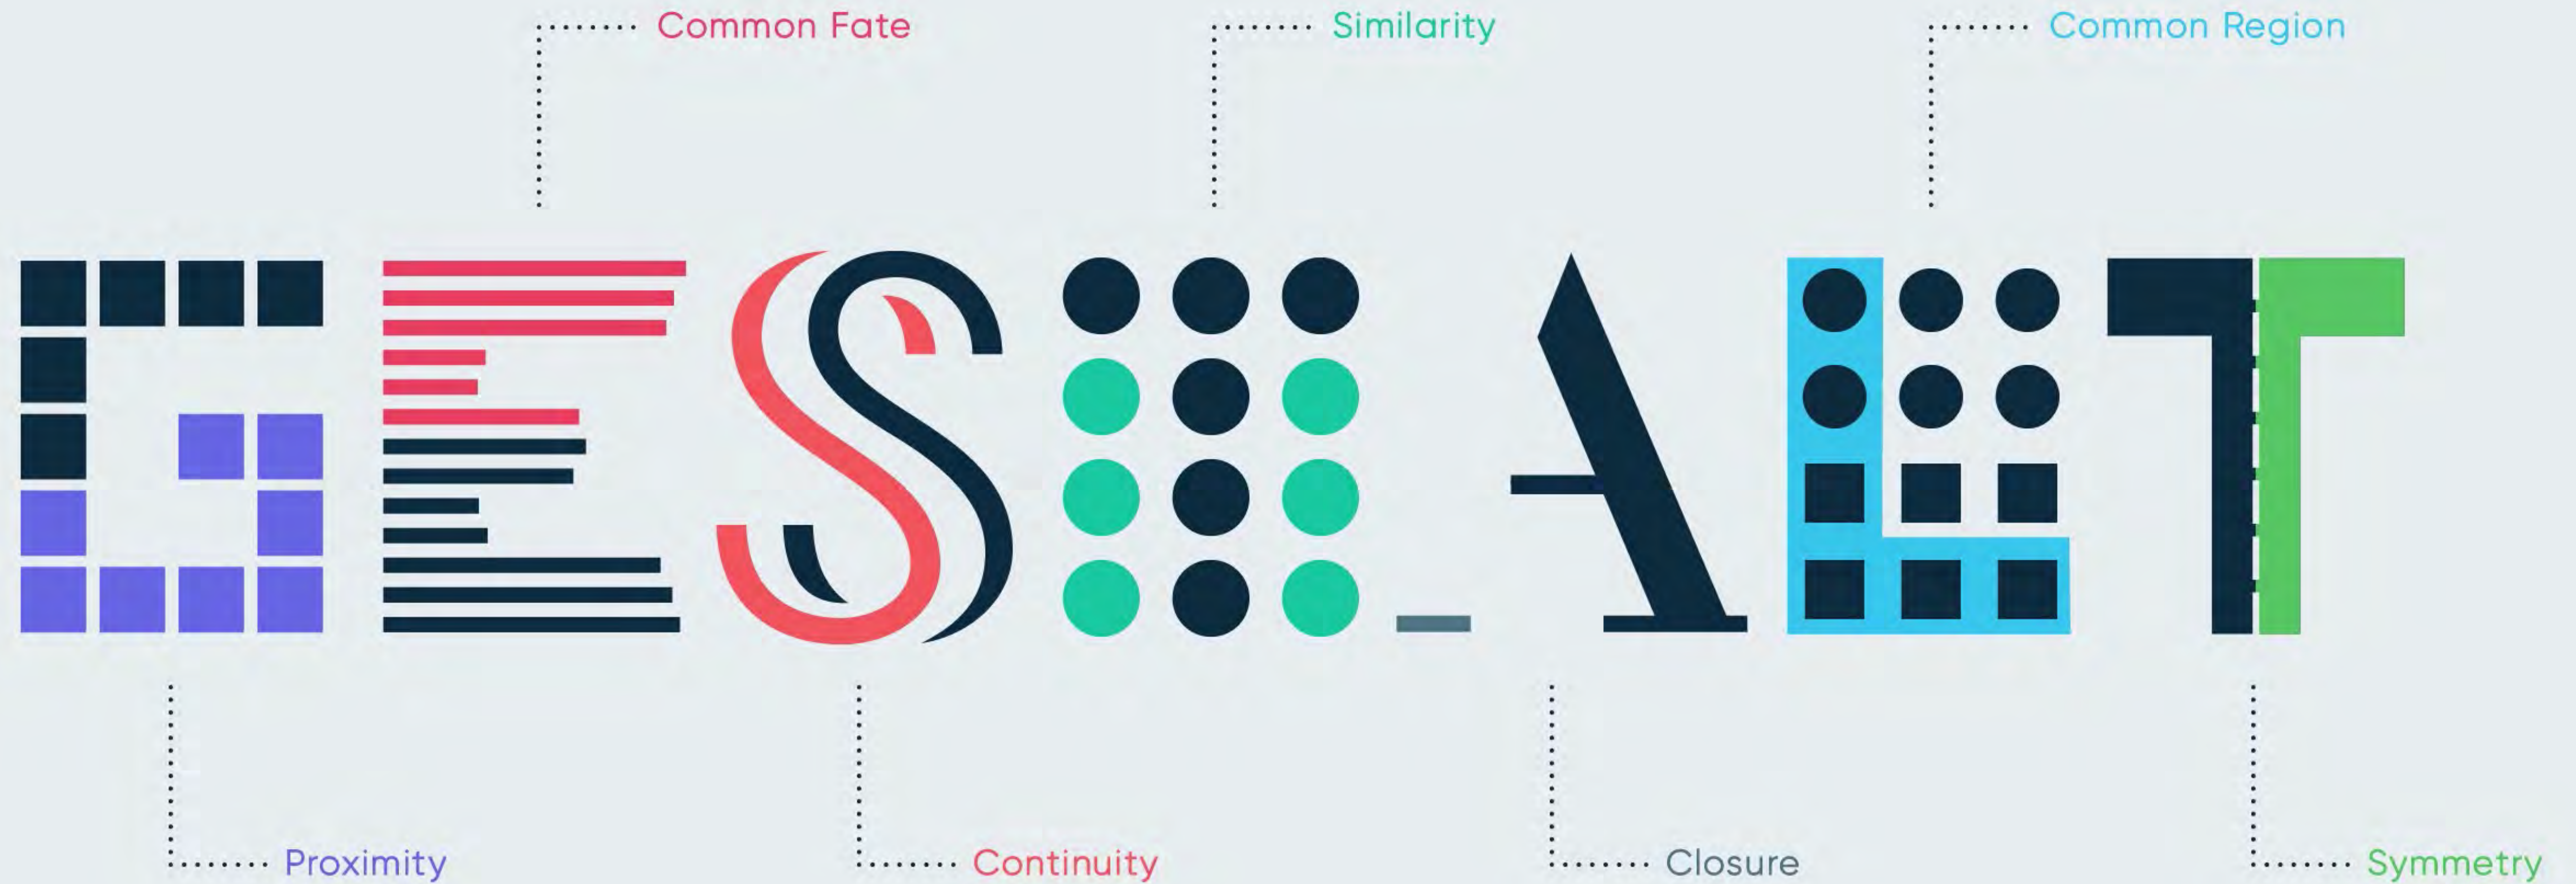 Common Fate
Similarity
Common Region
GESTALT
Proximity
Continuity
Closure
Symmetry